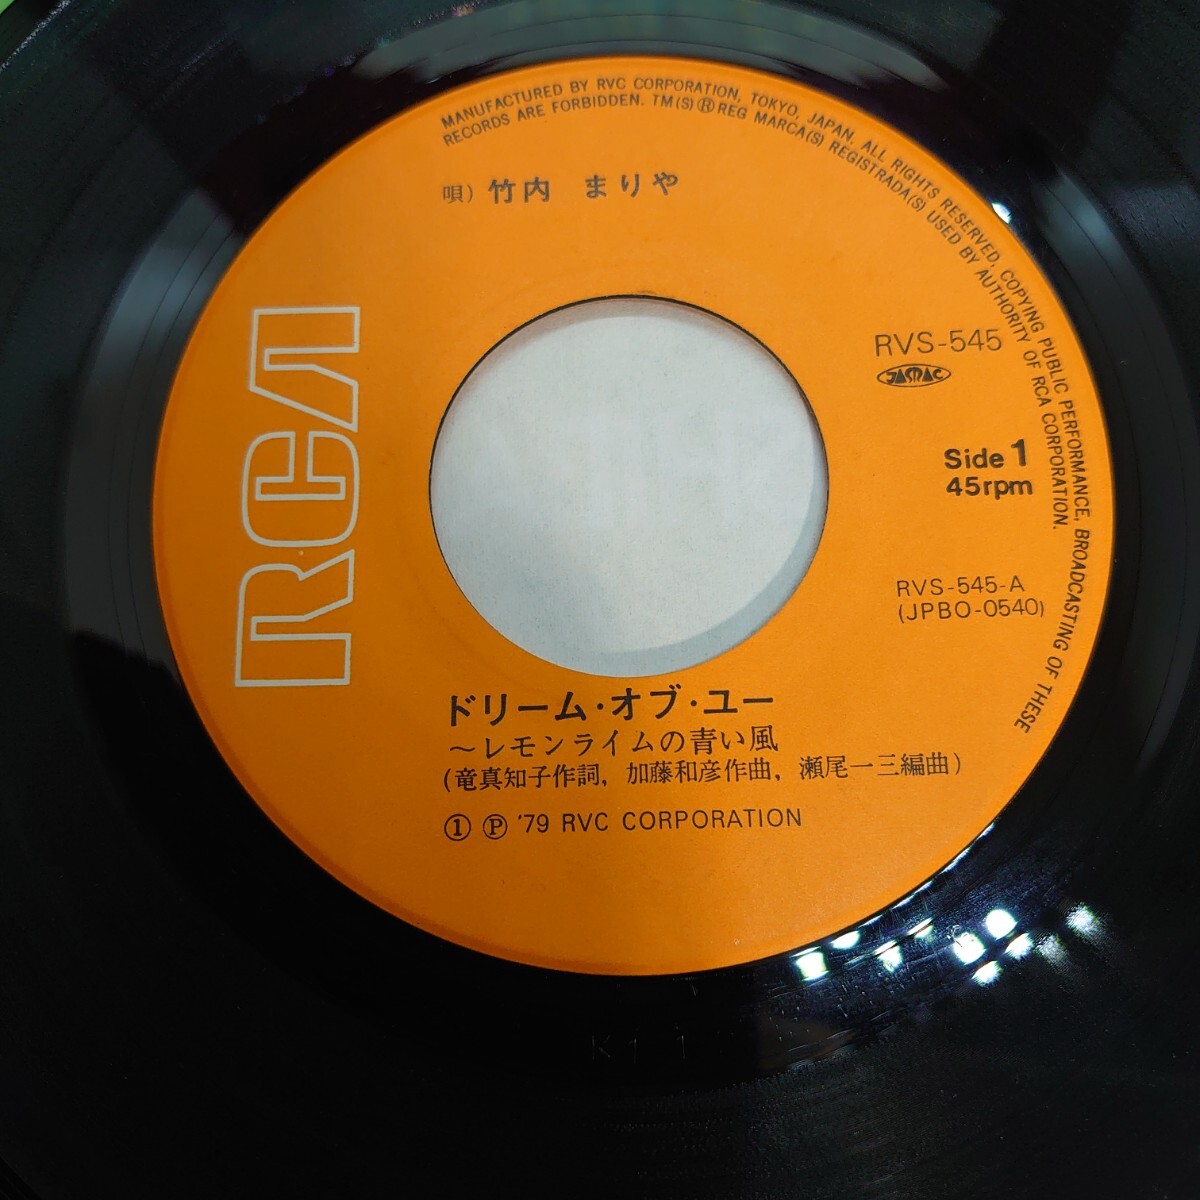 MANUFACTURED BY RVC CORPORATION, TOKYO, JAPAN. ALL RIGHTS RESERVED, COPYING PUBLIC PERFORMANCE, BROADCASTING OF THESE
RECORDS ARE FORBIDDEN. TM(S)®REG MARCA(S) REGISTRADA(S) USED BY AUTHORITY OF RCA CORPORATION.
唄) 竹内 まりや
RCA
RVS-545
JASRAC
Side 1
45rpm
RVS-545-A
(JPBO-0540)
ドリーム・オブ・ユー
〜レモンライムの青い風
(竜真知子作詞, 加藤和彦作曲, 瀬尾一三編曲)
① Ⓟ '79 RVC CORPORATION